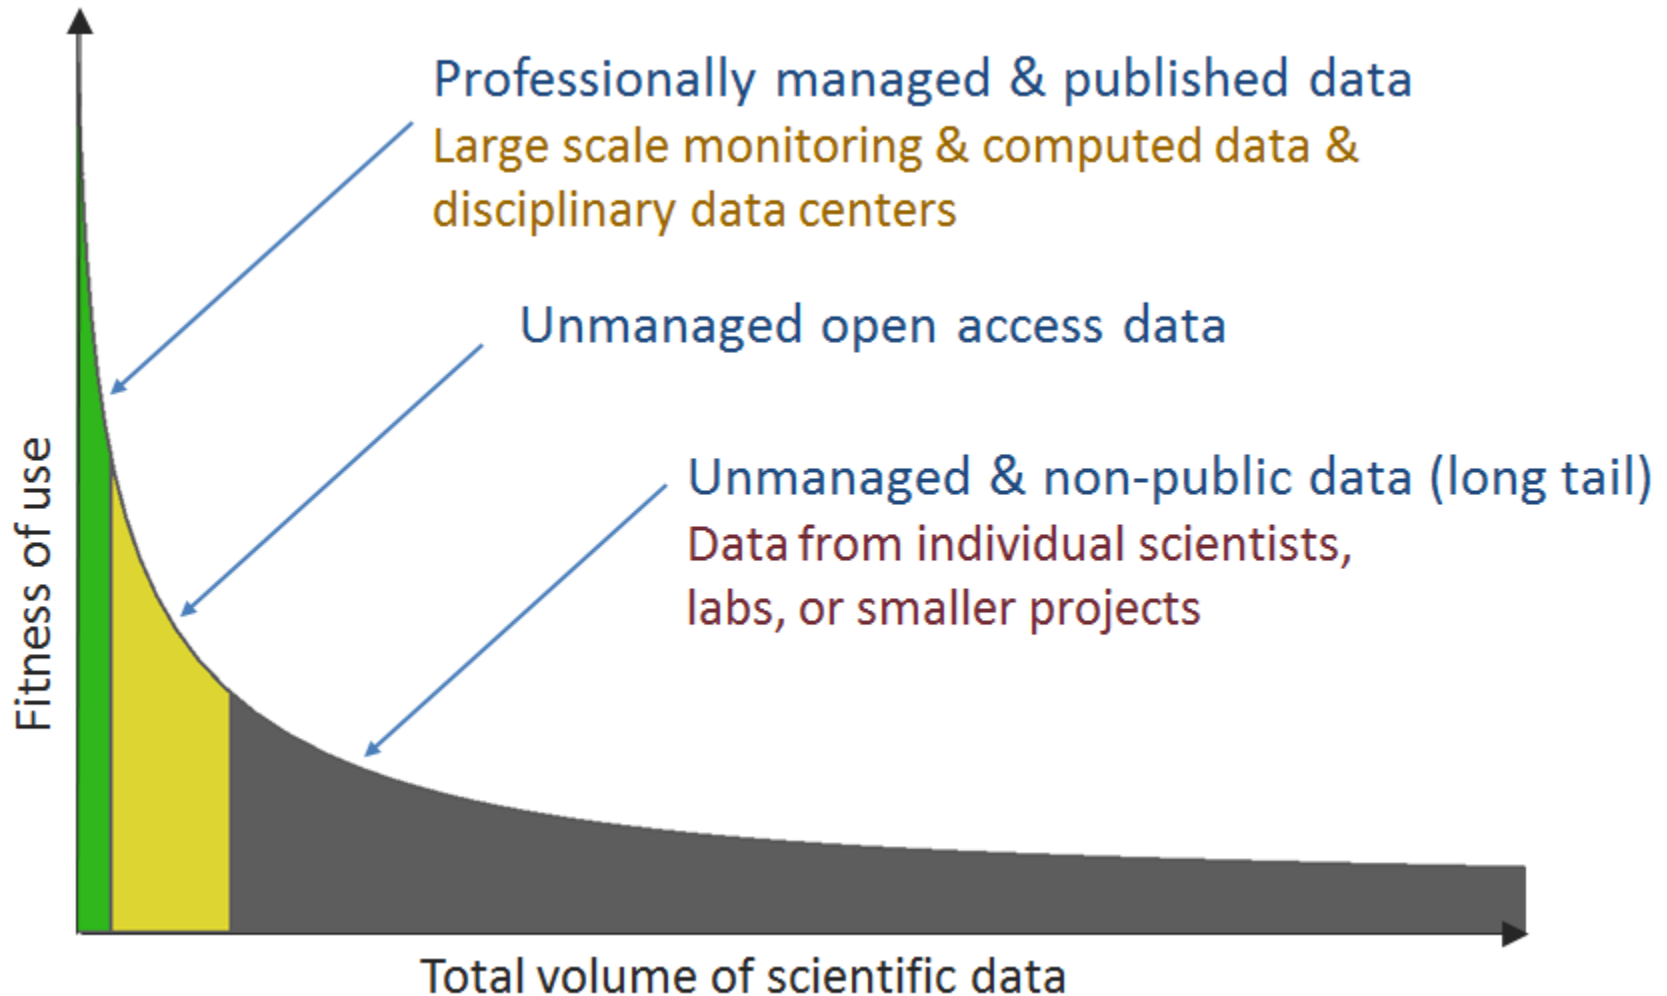 Professionally managed & published data
Large scale monitoring & computed data &
disciplinary data centers
Unmanaged open access data
Unmanaged & non-public data (long tail)
Data from individual scientists,
labs, or smaller projects
Fitness of use
Total volume of scientific data